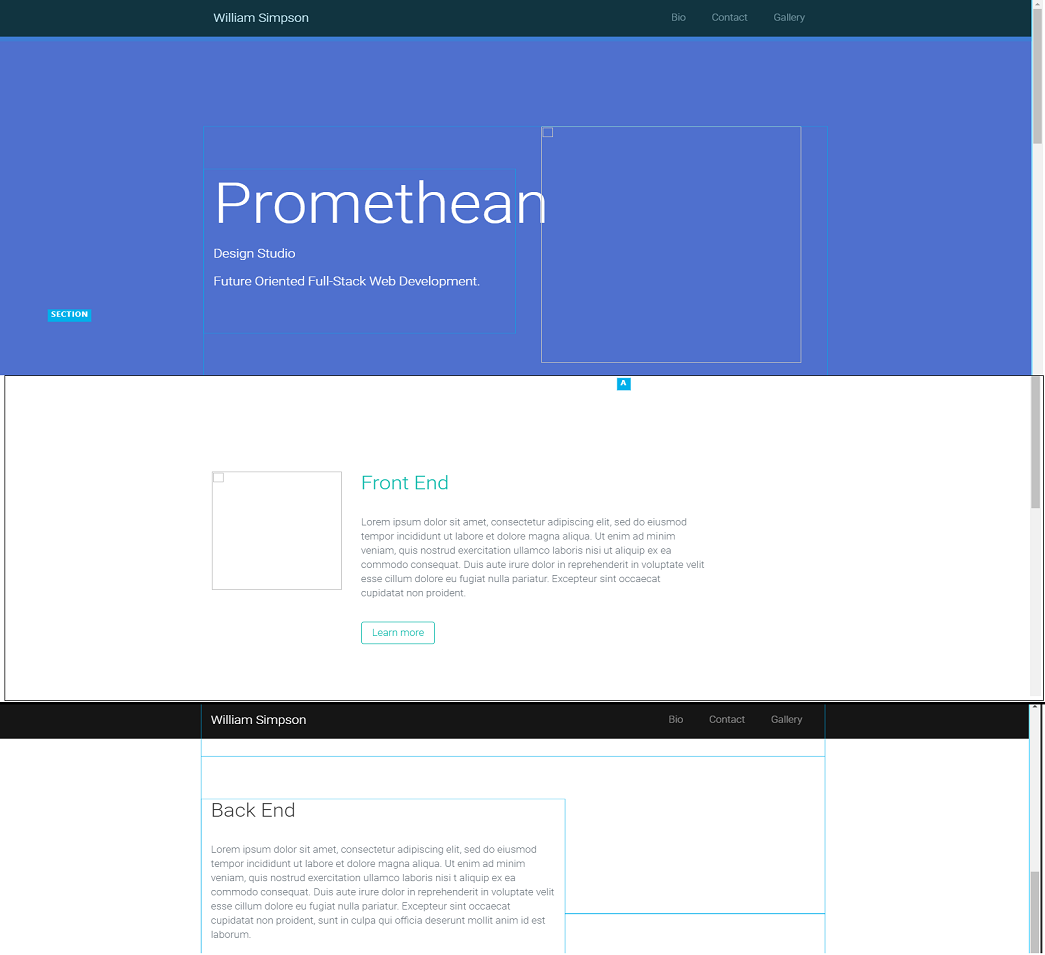 William Simpson
Bio Contact Gallery
Promethean
Design Studio
Future Oriented Full-Stack Web Development.
SECTION
A
Front End
Lorem ipsum dolor sit amet, consectetur adipiscing elit, sed do eiusmod
tempor incididunt ut labore et dolore magna aliqua. Ut enim ad minim
veniam, quis nostrud exercitation ullamco laboris nisi ut aliquip ex ea
commodo consequat. Duis aute irure dolor in reprehenderit in voluptate velit
esse cillum dolore eu fugiat nulla pariatur. Excepteur sint occaecat
cupidatat non proident.
Learn more
William Simpson
Bio Contact Gallery
Back End
Lorem ipsum dolor sit amet, consectetur adipiscing elit, sed do eiusmod
tempor incididunt ut labore et dolore magna aliqua. Ut enim ad minim
veniam, quis nostrud exercitation ullamco laboris nisi t aliquip ex ea
commodo consequat. Duis aute irure dolor in reprehenderit in voluptate velit
esse cillum dolore eu fugiat nulla pariatur. Excepteur sint occaecat
cupidatat non proident, sunt in culpa qui officia deserunt mollit anim id est
laborum.